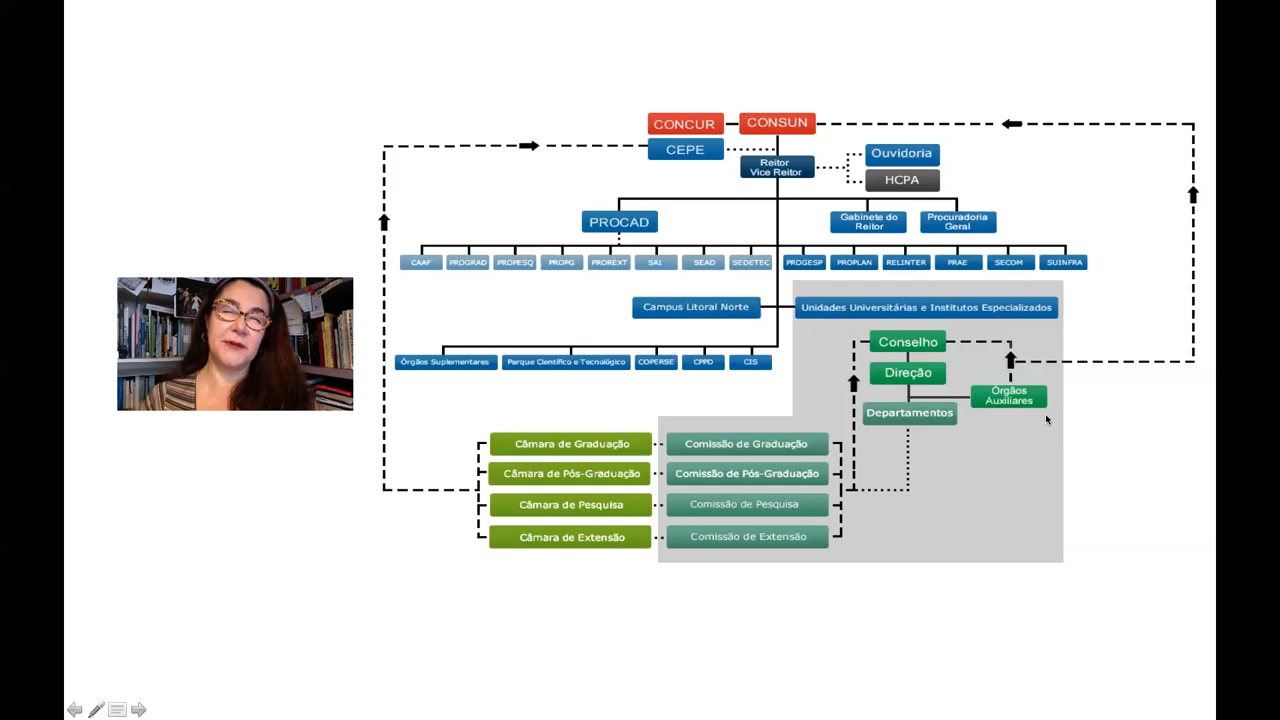 CONCUR
CONSUN
CEPE
Reitor
Vice Reitor
Ouvidoria
HCPA
PROCAD
Gabinete do
Reitor
Procuradoria
Geral
CAAF
PROGRAD
PROPESQ
PROPG
PROREXT
SAI
SEAD
SEDETEC
PROGESP
PROPLAN
RELINTER
PRAE
SECOM
SUINFRA
Campus Litoral Norte
Unidades Universitárias e Institutos Especializados
Órgãos Suplementares
Parque Científico e Tecnológico
COPERSE
CPPD
CIS
Conselho
Direção
Órgãos
Auxiliares
Departamentos
Câmara de Graduação
Comissão de Graduação
Câmara de Pós-Graduação
Comissão de Pós-Graduação
Câmara de Pesquisa
Comissão de Pesquisa
Câmara de Extensão
Comissão de Extensão